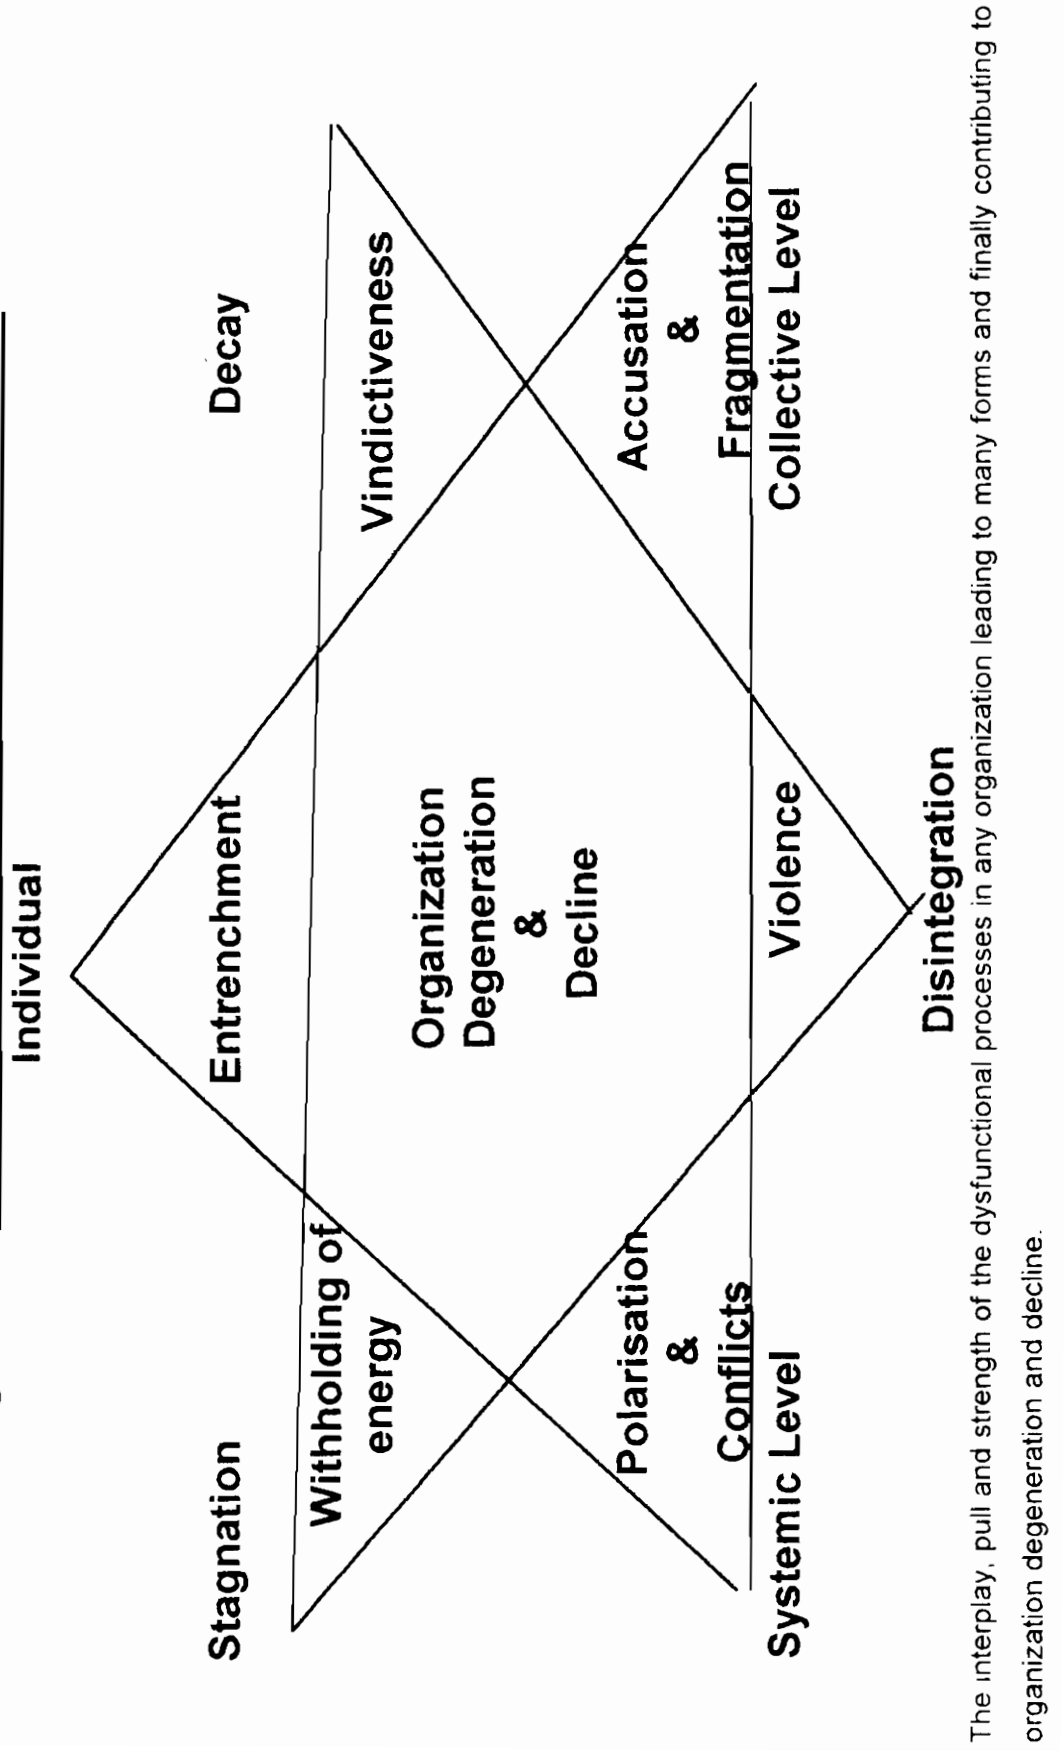 Individual
Stagnation
Entrenchment
Decay
Withholding of
energy
Vindictiveness
Organization
Degeneration
&
Decline
Polarisation
&
Conflicts
Accusation
&
Fragmentation
Systemic Level
Violence
Collective Level
Disintegration
The interplay, pull and strength of the dysfunctional processes in any organization leading to many forms and finally contributing to
organization degeneration and decline.